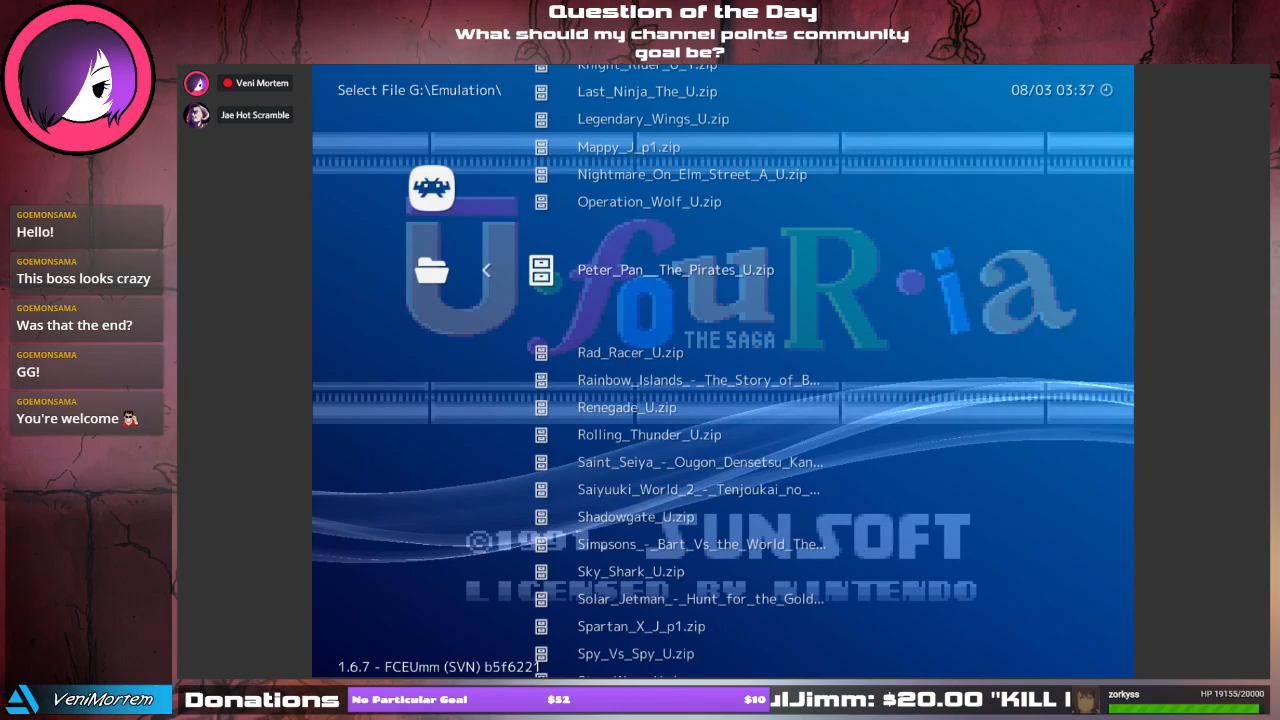 Question of the Day
What should my channel points community
goal be?
Veni Mortem
Jae Hot Scramble
GOEMONSAMA
Hello!
GOEMONSAMA
This boss looks crazy
GOEMONSAMA
Was that the end?
GOEMONSAMA
GG!
GOEMONSAMA
You're welcome
Select File G:\Emulation\
08/03 03:37
Knight_Rider_U_T.zip
Last_Ninja_The_U.zip
Legendary_Wings_U.zip
Mappy_J_p1.zip
Nightmare_On_Elm_Street_A_U.zip
Operation_Wolf_U.zip
Peter_Pan__The_Pirates_U.zip
Rad_Racer_U.zip
Rainbow_Islands_-_The_Story_of_B...
Renegade_U.zip
Rolling_Thunder_U.zip
Saint_Seiya_-_Ougon_Densetsu_Kan...
Saiyuuki_World_2_-_Tenjoukai_no_...
Shadowgate_U.zip
Simpsons_-_Bart_Vs_the_World_The...
Sky_Shark_U.zip
Solar_Jetman_-_Hunt_for_the_Gold...
Spartan_X_J_p1.zip
Spy_Vs_Spy_U.zip
UfouR·ia
THE SAGA
SUNSOFT
LICENSED BY NINTENDO
1.6.7 - FCEUmm (SVN) b5f6221
VeniMortem
Donations
No Particular Goal
$52
$10
ulJimm: $20.00 "KILL
zorkyss
HP 19155/20000